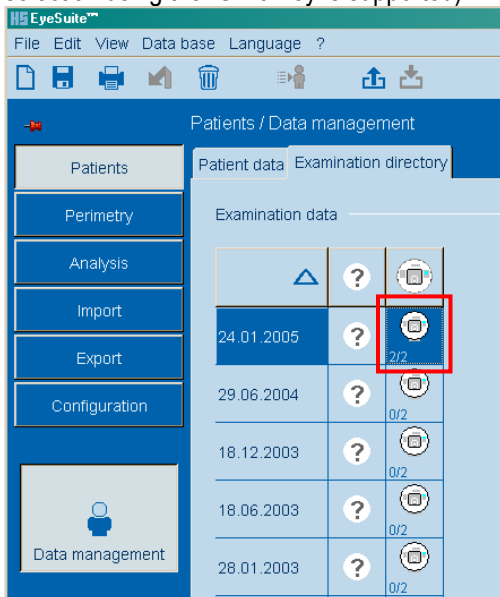 HS EyeSuite™
File Edit View Data base Language ?
Patients / Data management
Patients
Patient data Examination directory
Perimetry
Examination data
Analysis
?
Import
24.01.2005 ? 2/2
Export
29.06.2004 ? 0/2
Configuration
18.12.2003 ? 0/2
18.06.2003 ? 0/2
Data management
28.01.2003 ? 0/2